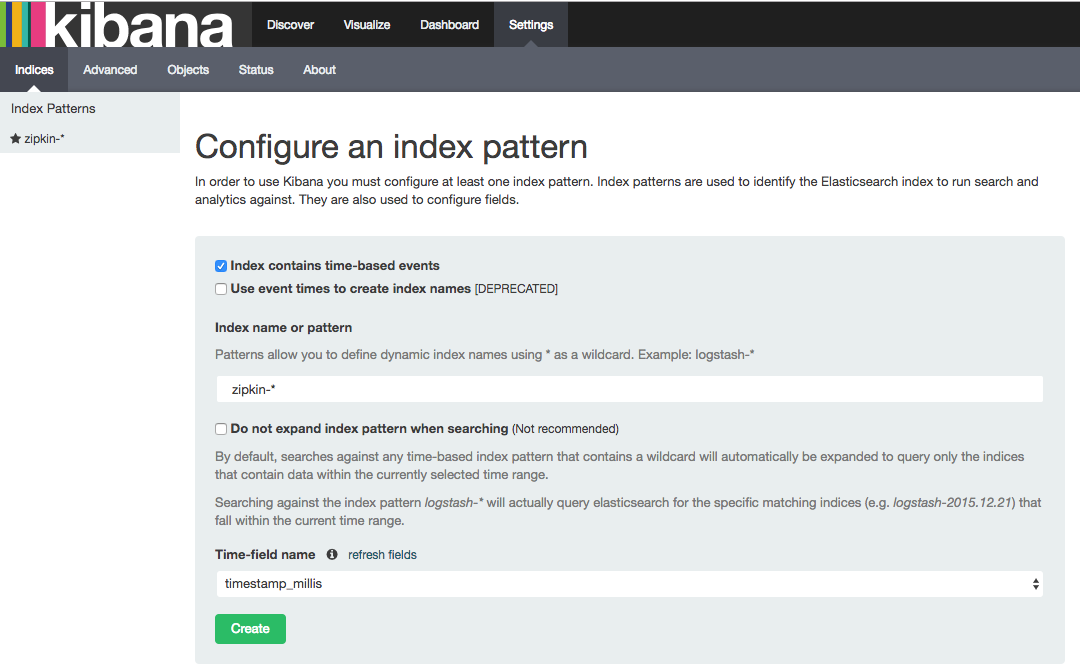 kibana
Discover
Visualize
Dashboard
Settings
Indices
Advanced
Objects
Status
About
Index Patterns
zipkin-*
Configure an index pattern
In order to use Kibana you must configure at least one index pattern. Index patterns are used to identify the Elasticsearch index to run search and
analytics against. They are also used to configure fields.
Index contains time-based events
Use event times to create index names [DEPRECATED]
Index name or pattern
Patterns allow you to define dynamic index names using * as a wildcard. Example: logstash-*
zipkin-*
Do not expand index pattern when searching (Not recommended)
By default, searches against any time-based index pattern that contains a wildcard will automatically be expanded to query only the indices
that contain data within the currently selected time range.
Searching against the index pattern logstash-* will actually query elasticsearch for the specific matching indices (e.g. logstash-2015.12.21) that
fall within the current time range.
Time-field name refresh fields
timestamp_millis
Create